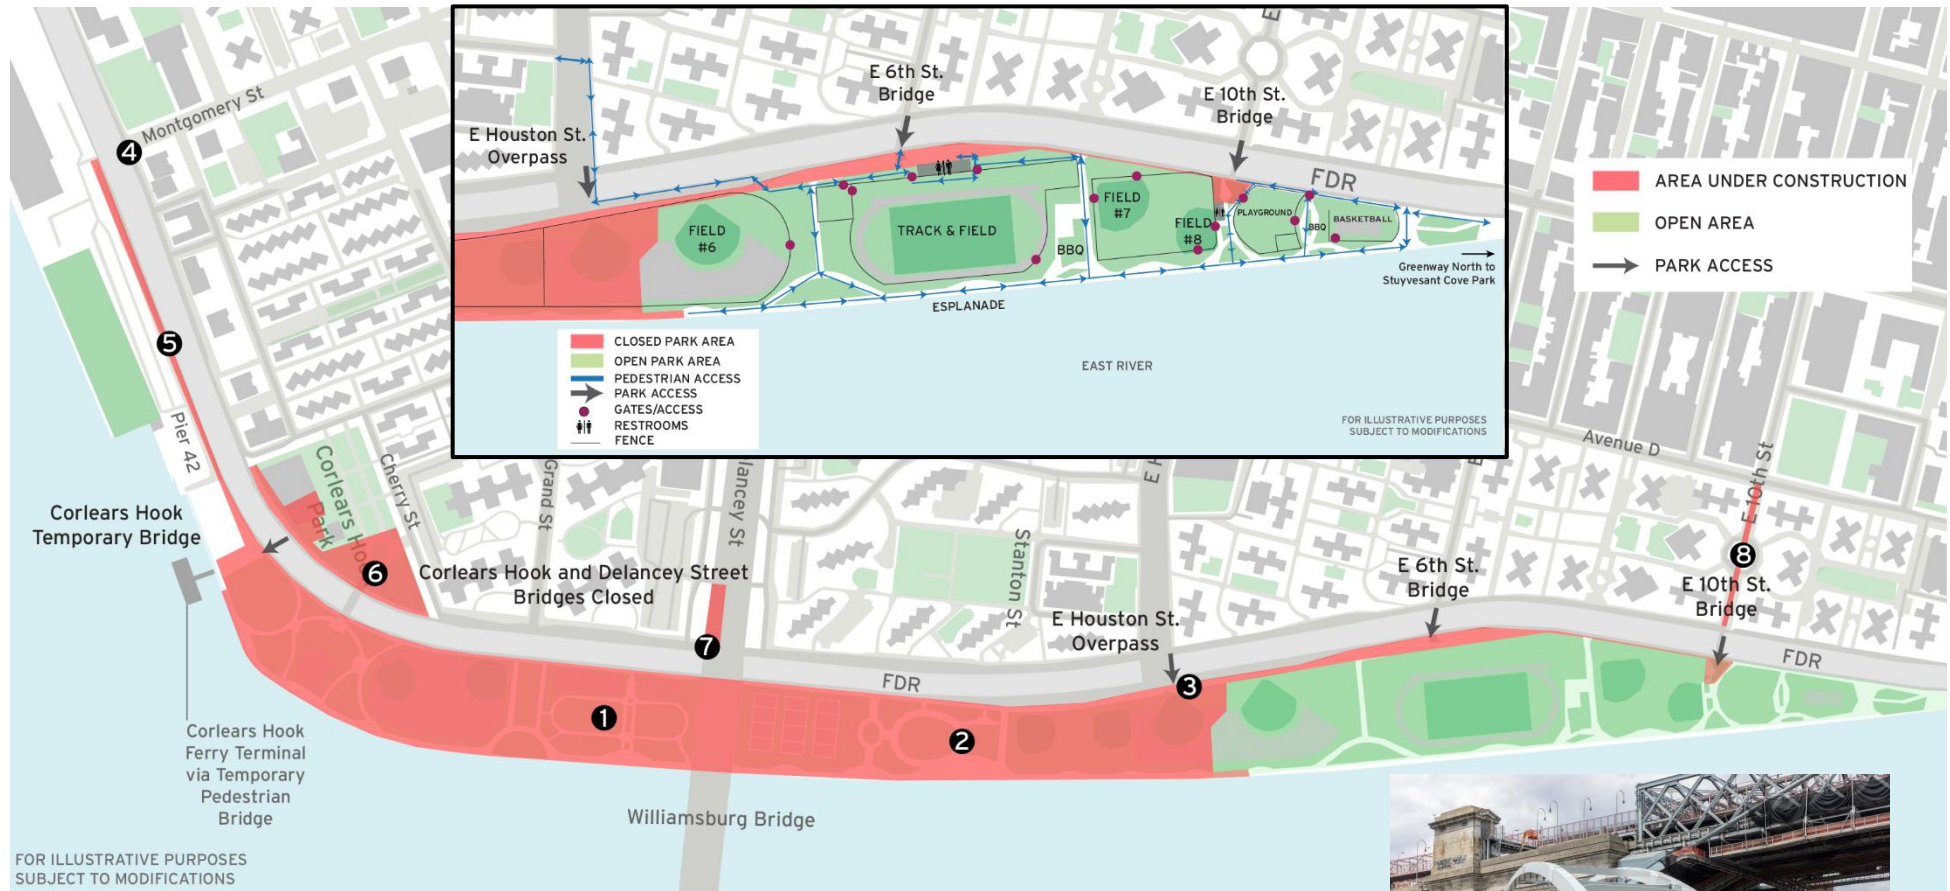 Montgomery St
4
5
Pier 42
Corlears Hook
Park
Cherry St
Grand St
lancey St
Corlears Hook
Temporary Bridge
6
Corlears Hook and Delancey Street
Bridges Closed
7
Stanton St
E H
E Houston St.
Overpass
3
E 6th St.
Bridge
Avenue D
E 10th St
8
E 10th St.
Bridge
FDR
FDR
1
2
Corlears Hook
Ferry Terminal
via Temporary
Pedestrian
Bridge
Williamsburg Bridge
FOR ILLUSTRATIVE PURPOSES
SUBJECT TO MODIFICATIONS
AREA UNDER CONSTRUCTION
OPEN AREA
PARK ACCESS
E Houston St.
Overpass
E 6th St.
Bridge
E 10th St.
Bridge
FDR
FIELD
#6
TRACK & FIELD
BBQ
FIELD
#7
FIELD
#8
PLAYGROUND
BBQ
BASKETBALL
ESPLANADE
Greenway North to
Stuyvesant Cove Park
EAST RIVER
CLOSED PARK AREA
OPEN PARK AREA
PEDESTRIAN ACCESS
PARK ACCESS
GATES/ACCESS
RESTROOMS
FENCE
FOR ILLUSTRATIVE PURPOSES
SUBJECT TO MODIFICATIONS